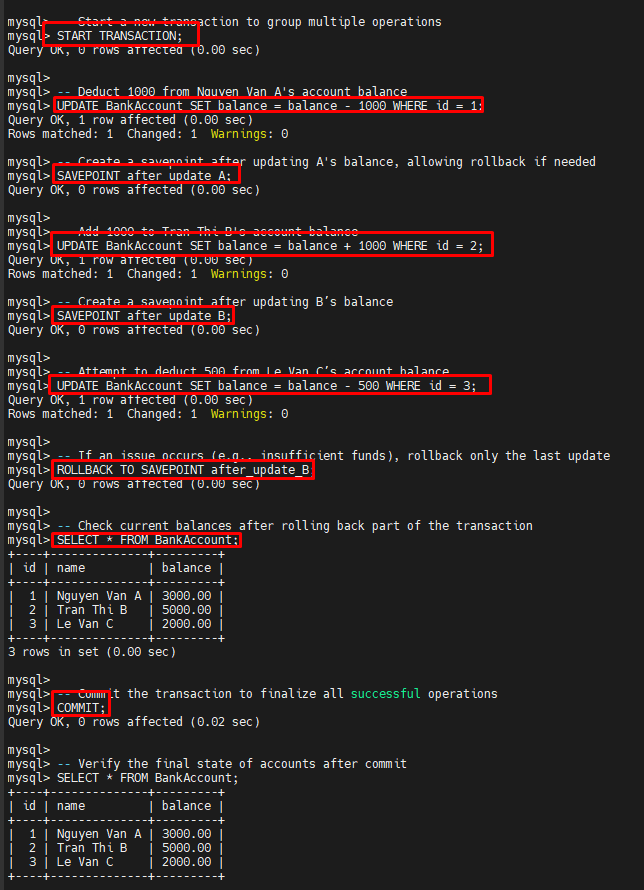 mysql> -- Start a new transaction to group multiple operations
mysql> START TRANSACTION;
Query OK, 0 rows affected (0.00 sec)
mysql>
mysql> -- Deduct 1000 from Nguyen Van A's account balance
mysql> UPDATE BankAccount SET balance = balance - 1000 WHERE id = 1;
Query OK, 1 row affected (0.00 sec)
Rows matched: 1  Changed: 1  Warnings: 0
mysql> -- Create a savepoint after updating A's balance, allowing rollback if needed
mysql> SAVEPOINT after_update_A;
Query OK, 0 rows affected (0.00 sec)
mysql>
mysql> -- Add 1000 to Tran Thi B's account balance
mysql> UPDATE BankAccount SET balance = balance + 1000 WHERE id = 2;
Query OK, 1 row affected (0.00 sec)
Rows matched: 1  Changed: 1  Warnings: 0
mysql> -- Create a savepoint after updating B’s balance
mysql> SAVEPOINT after_update_B;
Query OK, 0 rows affected (0.00 sec)
mysql>
mysql> -- Attempt to deduct 500 from Le Van C’s account balance
mysql> UPDATE BankAccount SET balance = balance - 500 WHERE id = 3;
Query OK, 1 row affected (0.00 sec)
Rows matched: 1  Changed: 1  Warnings: 0
mysql>
mysql> -- If an issue occurs (e.g., insufficient funds), rollback only the last update
mysql> ROLLBACK TO SAVEPOINT after_update_B;
Query OK, 0 rows affected (0.00 sec)
mysql>
mysql> -- Check current balances after rolling back part of the transaction
mysql> SELECT * FROM BankAccount;
+----+--------------+---------+
| id | name         | balance |
+----+--------------+---------+
|  1 | Nguyen Van A | 3000.00 |
|  2 | Tran Thi B   | 5000.00 |
|  3 | Le Van C     | 2000.00 |
+----+--------------+---------+
3 rows in set (0.00 sec)
mysql>
mysql> -- Commit the transaction to finalize all successful operations
mysql> COMMIT;
Query OK, 0 rows affected (0.02 sec)
mysql>
mysql> -- Verify the final state of accounts after commit
mysql> SELECT * FROM BankAccount;
+----+--------------+---------+
| id | name         | balance |
+----+--------------+---------+
|  1 | Nguyen Van A | 3000.00 |
|  2 | Tran Thi B   | 5000.00 |
|  3 | Le Van C     | 2000.00 |
+----+--------------+---------+